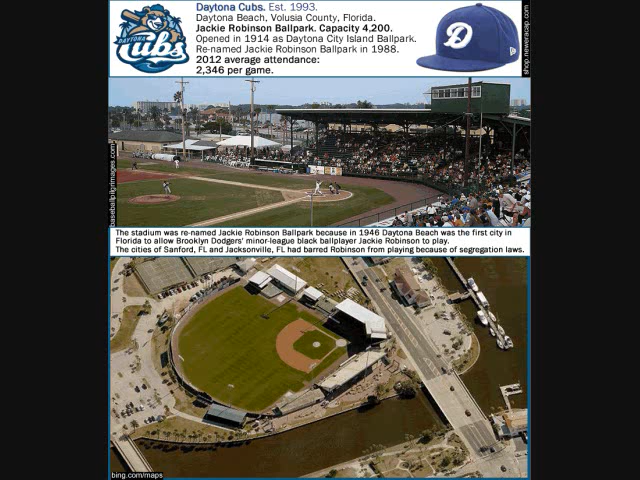 Daytona Cubs. Est. 1993.
Daytona Beach, Volusia County, Florida.
Jackie Robinson Ballpark. Capacity 4,200.
Opened in 1914 as Daytona City Island Ballpark.
Re-named Jackie Robinson Ballpark in 1988.
2012 average attendance:
2,346 per game.
DAYTONA
Cubs
D
shop.neweracap.com
baseballpilgrimages.com
The stadium was re-named Jackie Robinson Ballpark because in 1946 Daytona Beach was the first city in
Florida to allow Brooklyn Dodgers' minor-league black ballplayer Jackie Robinson to play.
The cities of Sanford, FL and Jacksonville, FL had barred Robinson from playing because of segregation laws.
bing.com/maps